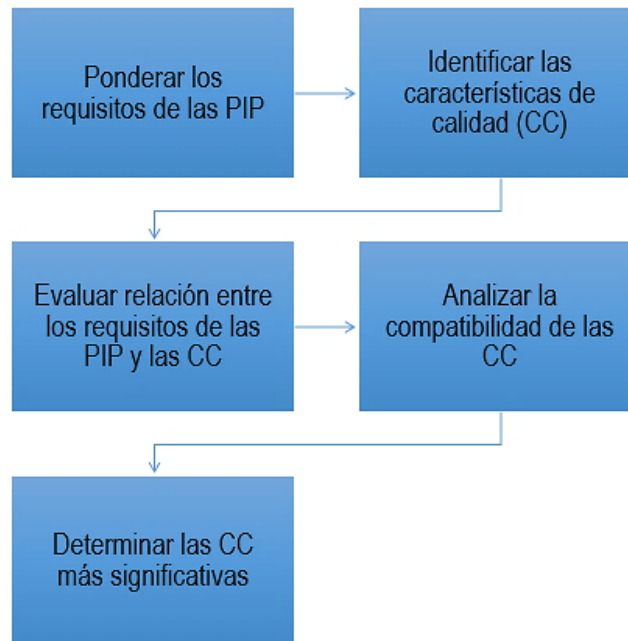 Ponderar los
requisitos de las PIP
Identificar las
características de
calidad (CC)
Evaluar relación entre
los requisitos de las
PIP y las CC
Analizar la
compatibilidad de las
CC
Determinar las CC
más significativas